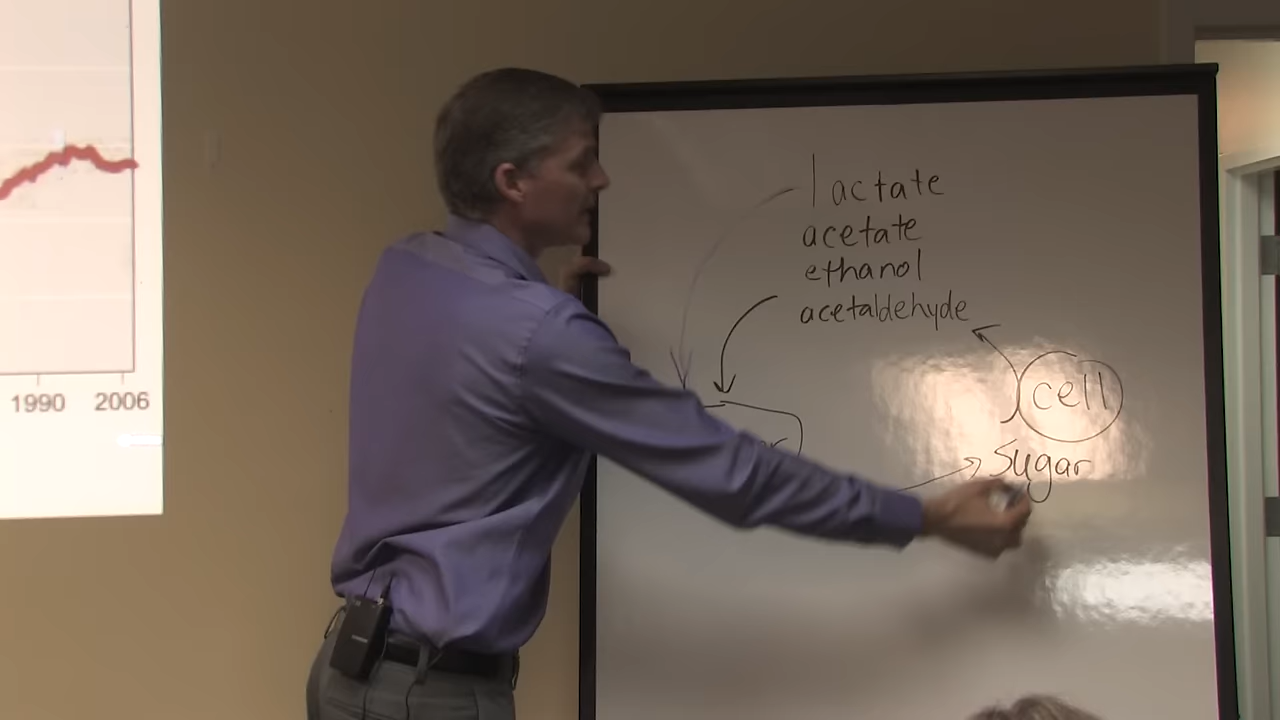 lactate
acetate
ethanol
acetaldehyde
cell
sugar
1990 2006